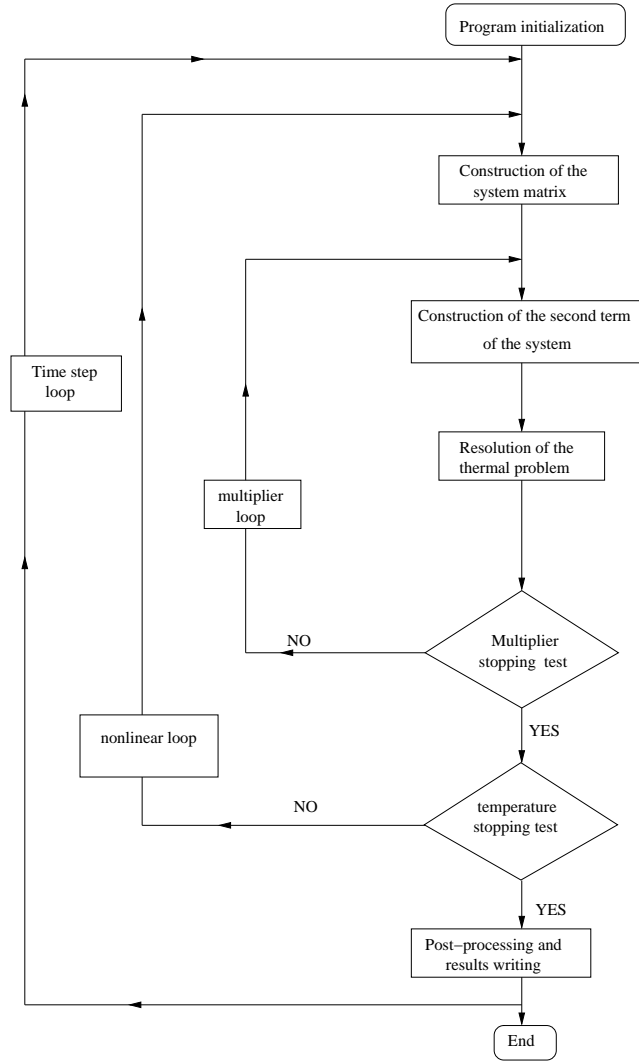 Program initialization
Construction of the
system matrix
Construction of the second term
of the system
Time step
loop
Resolution of the
thermal problem
multiplier
loop
NO
Multiplier
stopping test
YES
nonlinear loop
NO
temperature
stopping test
YES
Post−processing and
results writing
End